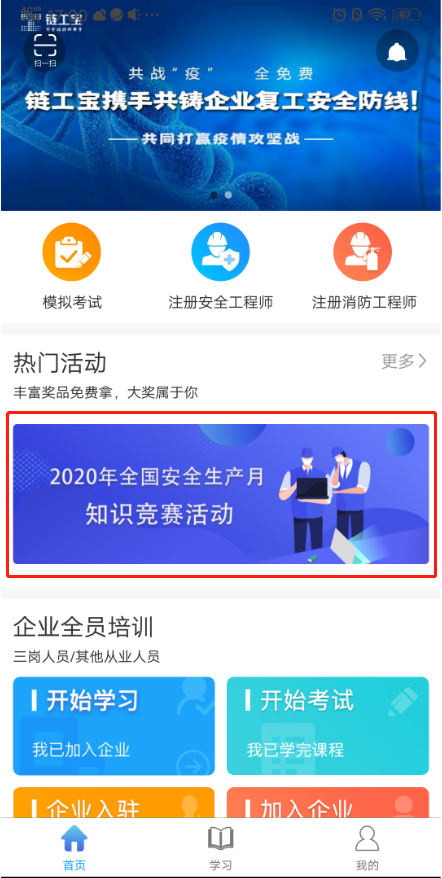 链工宝
扫一扫
62
共战“疫” 全免费
链工宝携手共铸企业复工安全防线！
共同打赢疫情攻坚战
模拟考试
注册安全工程师
注册消防工程师
热门活动
更多
丰富奖品免费拿，大奖属于你
2020年全国安全生产月
知识竞赛活动
企业全员培训
三岗人员/其他从业人员
开始学习
开始考试
我已加入企业
我已学完课程
企业入驻
加入企业
首页
学习
我的